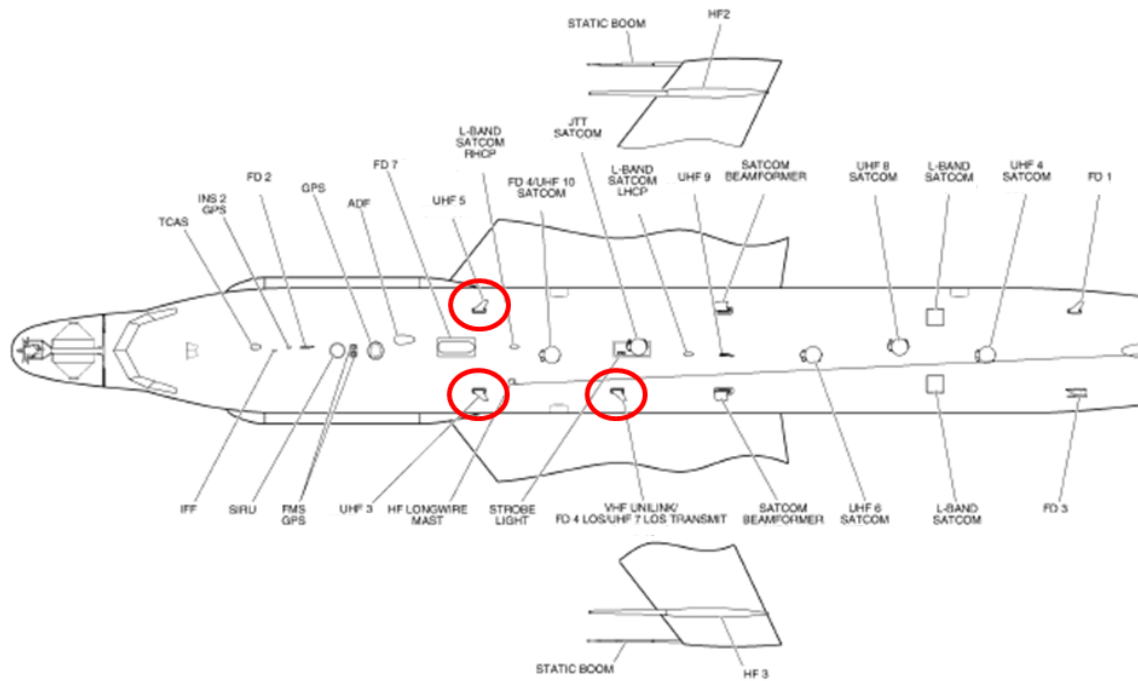 STATIC BOOM
HF2
L-BAND
SATCOM
RHCP
JTT
SATCOM
FD 7
FD 4/UHF 10
SATCOM
L-BAND
SATCOM
LHCP
UHF 9
SATCOM
BEAMFORMER
UHF 8
SATCOM
L-BAND
SATCOM
UHF 4
SATCOM
FD 1
FD 2
GPS
ADF
UHF 5
INS 2
GPS
TCAS
IFF
SIRU
FMS
GPS
UHF 3
HF LONGWIRE
MAST
STROBE
LIGHT
VHF UNILINK/
FD 4 LOS/UHF 7 LOS TRANSMIT
SATCOM
BEAMFORMER
UHF 6
SATCOM
L-BAND
SATCOM
FD 3
STATIC BOOM
HF 3